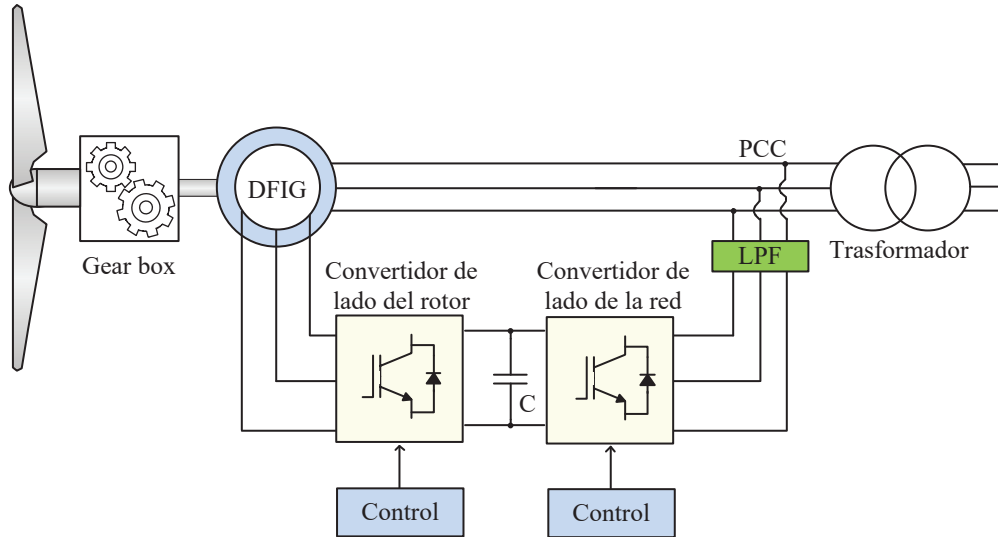 PCC
DFIG
LPF
Trasformador
Gear box
Convertidor de
lado del rotor
Convertidor de
lado de la red
C
Control
Control